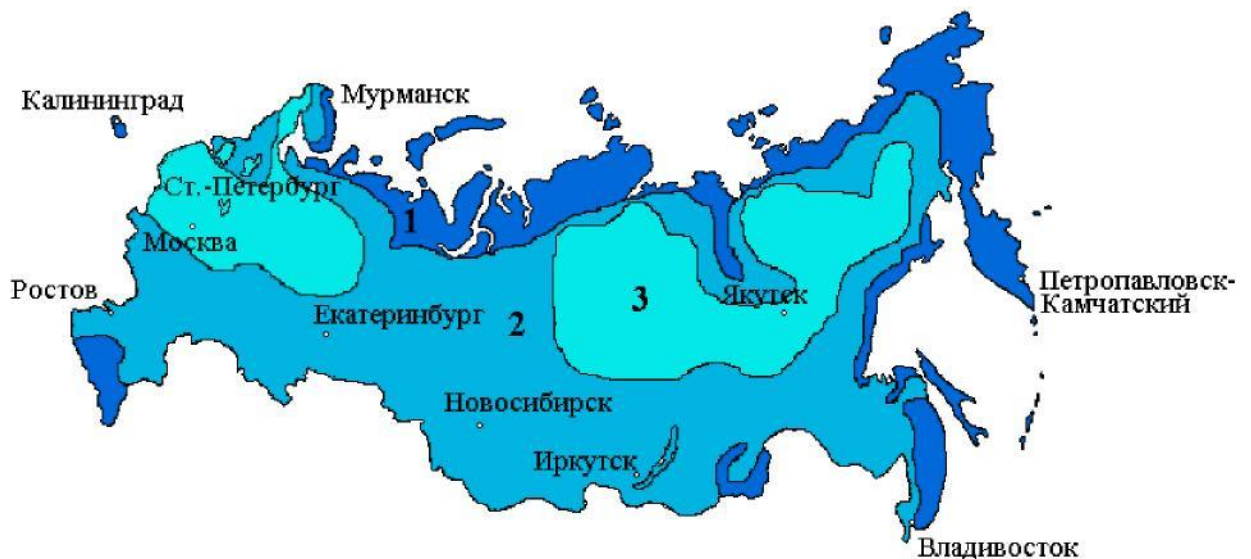 Калининград
Мурманск
Ст.-Петербург
1
Москва
Ростов
Екатеринбург
2
3
Якутск
Петропавловск-
Камчатский
Новосибирск
Иркутск
Владивосток